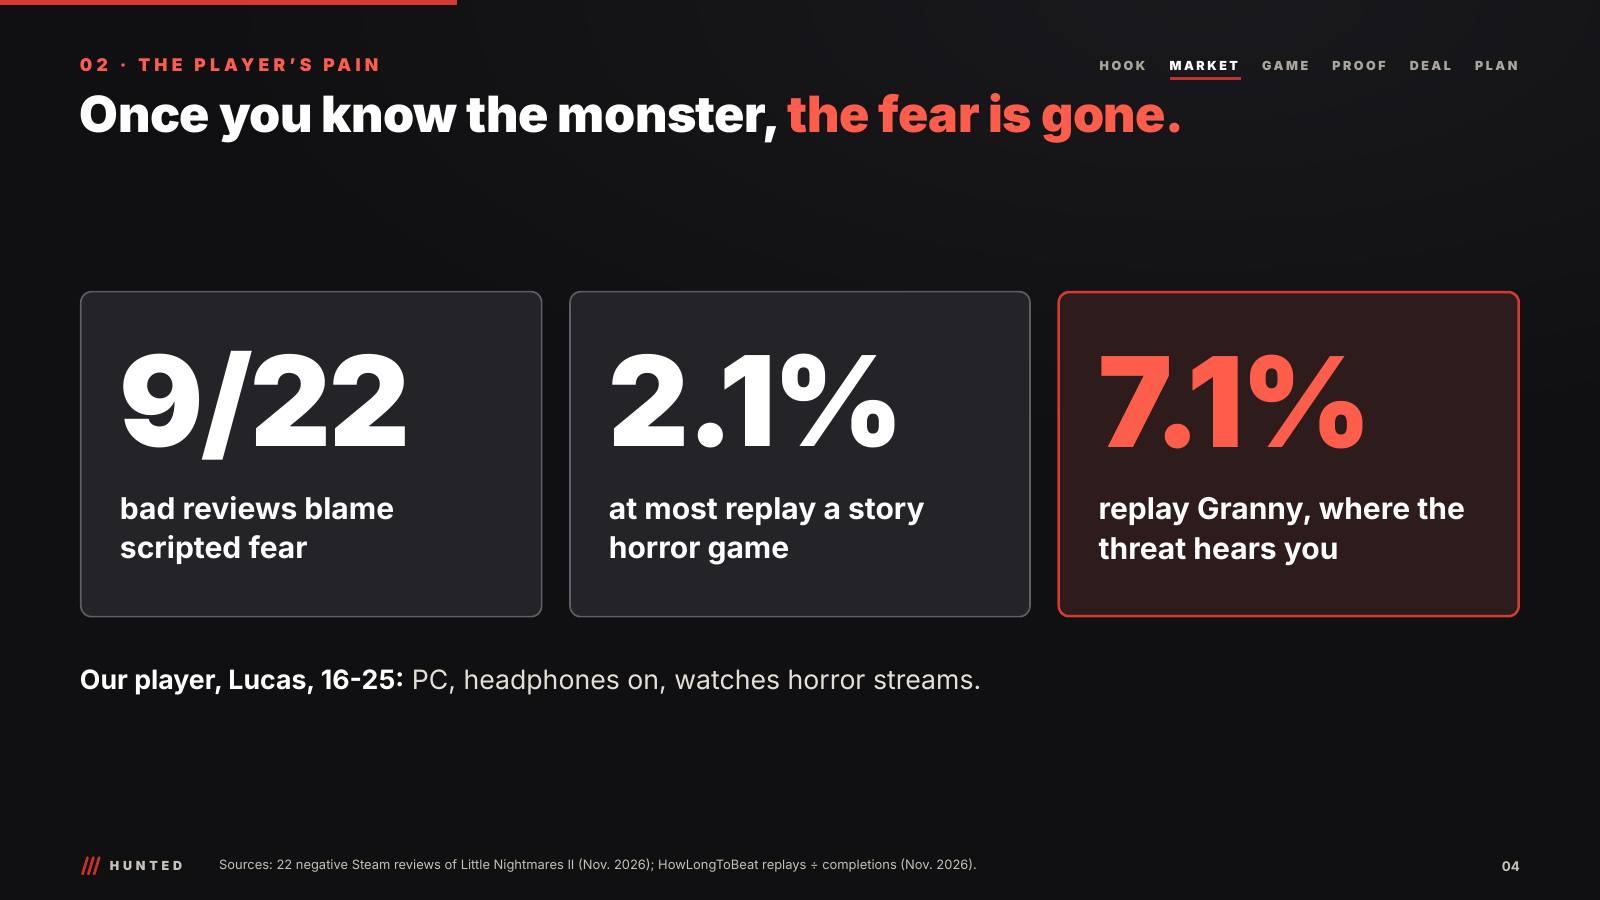 02 · THE PLAYER’S PAIN
HOOK MARKET GAME PROOF DEAL PLAN
Once you know the monster, the fear is gone.
9/22
bad reviews blame
scripted fear
2.1%
at most replay a story
horror game
7.1%
replay Granny, where the
threat hears you
Our player, Lucas, 16-25: PC, headphones on, watches horror streams.
HUNTED
Sources: 22 negative Steam reviews of Little Nightmares II (Nov. 2026); HowLongToBeat replays ÷ completions (Nov. 2026).
04